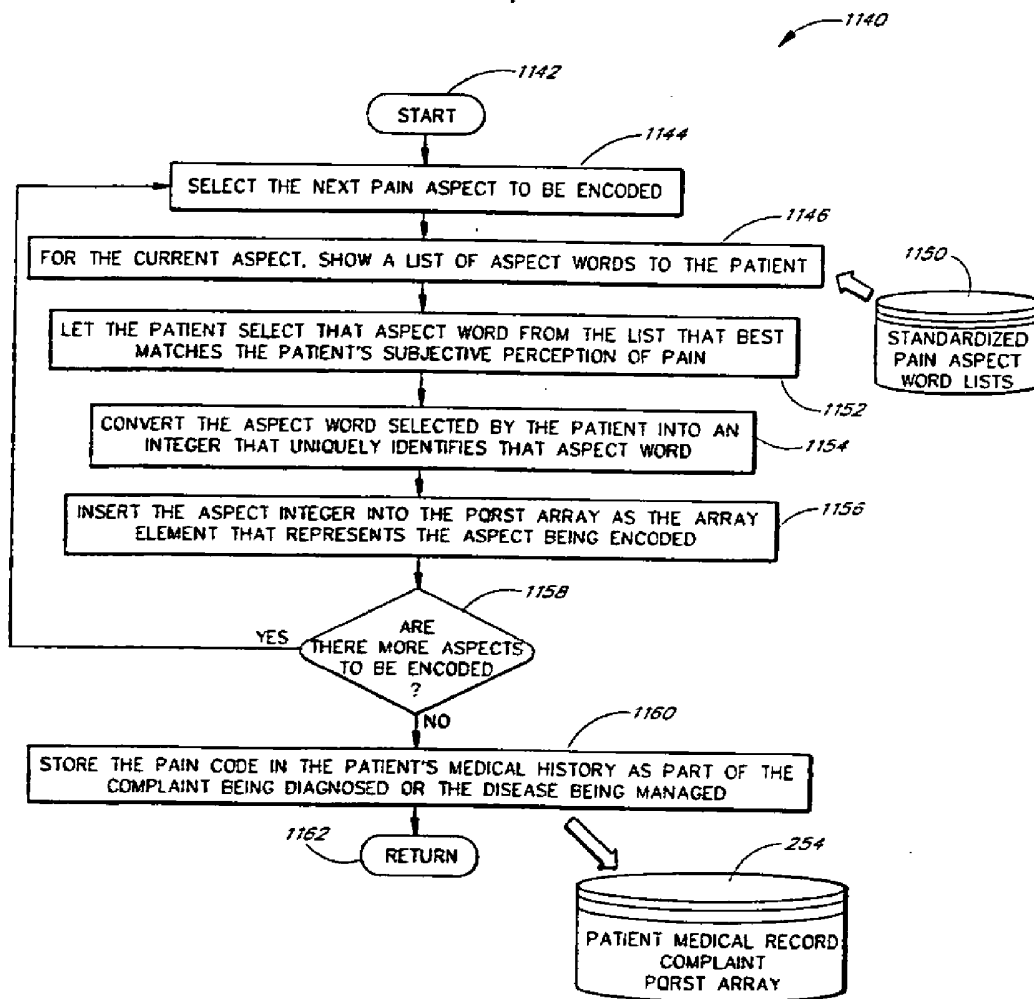 1140
1142
START
1144
SELECT THE NEXT PAIN ASPECT TO BE ENCODED
1146
FOR THE CURRENT ASPECT, SHOW A LIST OF ASPECT WORDS TO THE PATIENT
1150
STANDARDIZED
PAIN ASPECT
WORD LISTS
LET THE PATIENT SELECT THAT ASPECT WORD FROM THE LIST THAT BEST
MATCHES THE PATIENT'S SUBJECTIVE PERCEPTION OF PAIN
1152
CONVERT THE ASPECT WORD SELECTED BY THE PATIENT INTO AN
INTEGER THAT UNIQUELY IDENTIFIES THAT ASPECT WORD
1154
INSERT THE ASPECT INTEGER INTO THE PQRST ARRAY AS THE ARRAY
ELEMENT THAT REPRESENTS THE ASPECT BEING ENCODED
1156
1158
ARE
THERE MORE ASPECTS
TO BE ENCODED
?
YES
NO
1160
STORE THE PAIN CODE IN THE PATIENT'S MEDICAL HISTORY AS PART OF THE
COMPLAINT BEING DIAGNOSED OR THE DISEASE BEING MANAGED
1162
RETURN
254
PATIENT MEDICAL RECORD
COMPLAINT
PQRST ARRAY